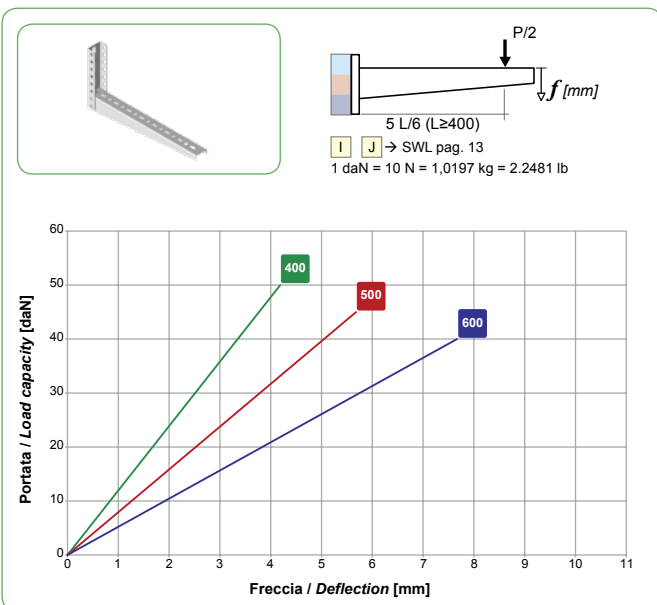 P/2
f [mm]
5 L/6 (L≥400)
I J → SWL pag. 13
1 daN = 10 N = 1,0197 kg = 2.2481 lb
Portata / Load capacity [daN]
60
50
40
30
20
10
0
400
500
600
0 1 2 3 4 5 6 7 8 9 10 11
Freccia / Deflection [mm]